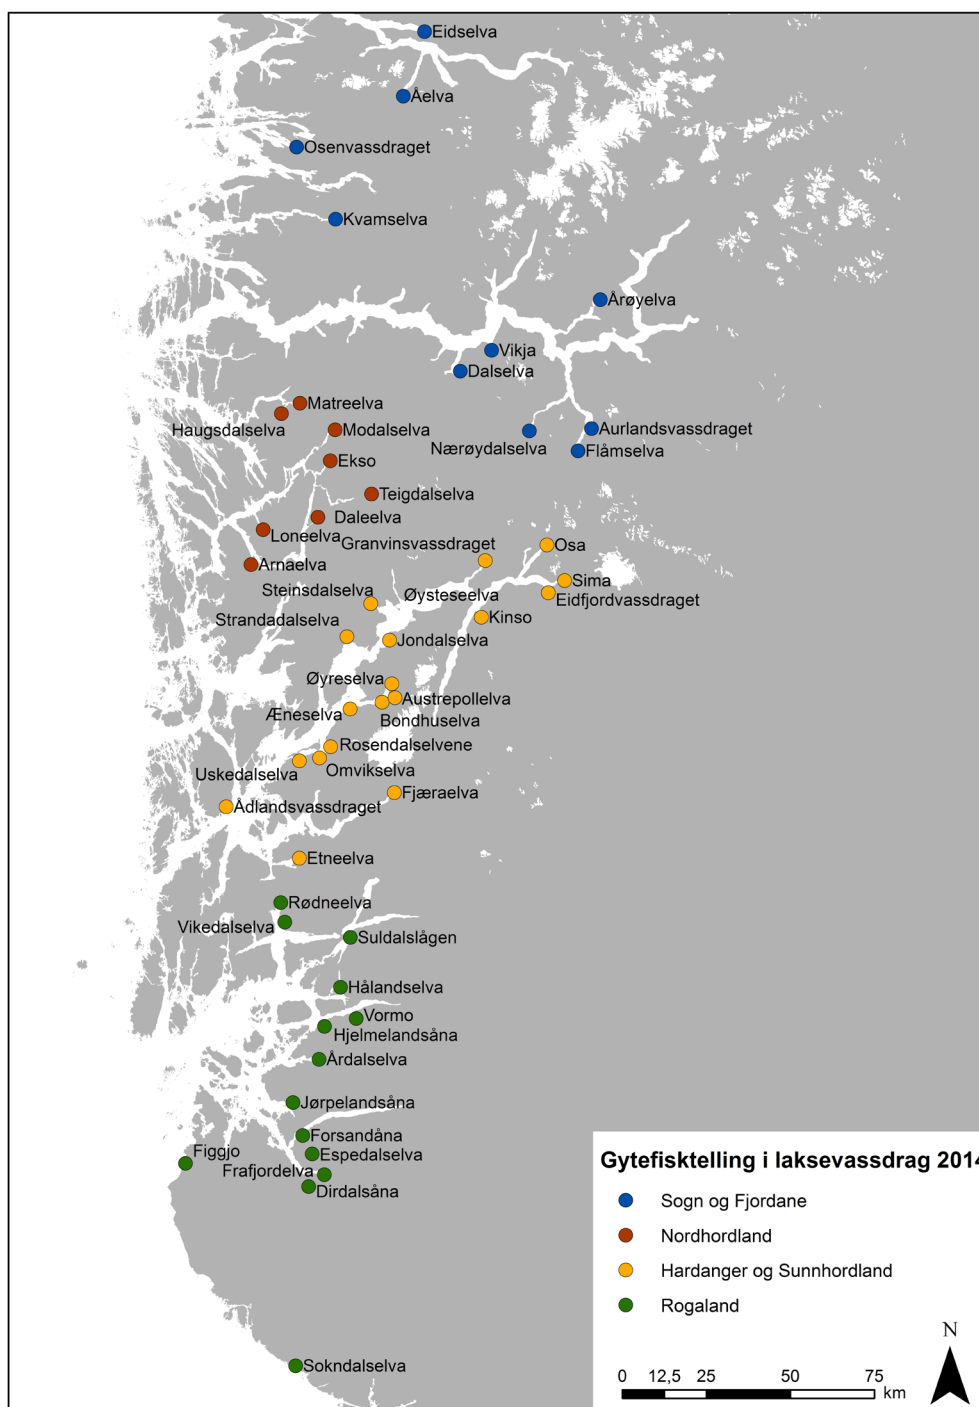 Eidselva
Åelva
Osenvassdraget
Kvamselva
Årøyelva
Vikja
Dalselva
Matreelva
Haugsdalselva
Modalselva
Aurlandsvassdraget
Nærøydalselva
Flåmselva
Ekso
Teigdalselva
Daleelva
Loneelva
Granvinsvassdraget
Osa
Arnaelva
Sima
Steinsdalselva
Øysteseelva
Eidfjordvassdraget
Strandadalselva
Kinso
Jondalselva
Øyreselva
Austrepollelva
Æneselva
Bondhuselva
Rosendalselvene
Omvikselva
Uskedalselva
Fjæraelva
Ådlandsvassdraget
Etneelva
Rødneelva
Vikedalselva
Suldalslågen
Hålandselva
Vormo
Hjelmelandsåna
Årdalselva
Jørpelandsåna
Forsandåna
Figgjo
Espedalselva
Frafjordelva
Dirdalsåna
Sokndalselva
Gytefisktelling i laksevassdrag 2014
Sogn og Fjordane
Nordhordland
Hardanger og Sunnhordland
Rogaland
N
0 12,5 25 50 75
km